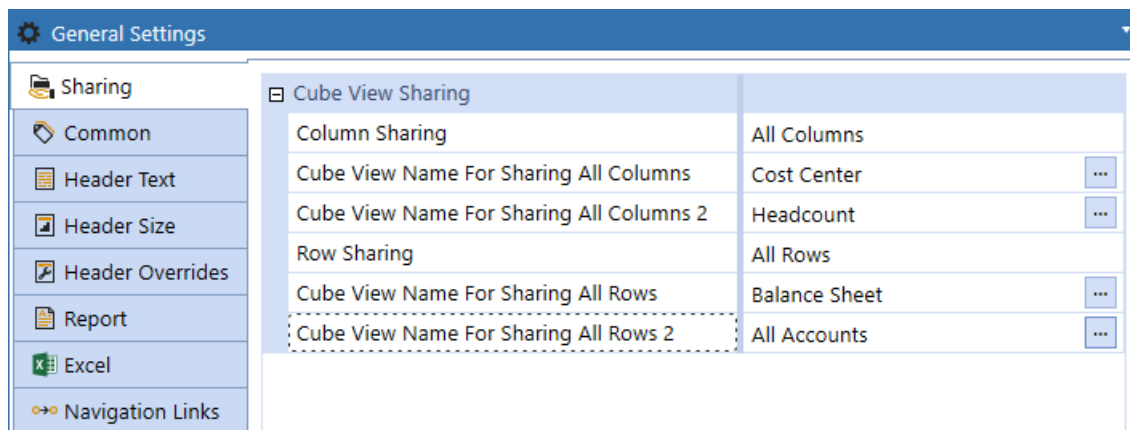 General Settings
Sharing
Common
Header Text
Header Size
Header Overrides
Report
Excel
Navigation Links
Cube View Sharing
Column Sharing All Columns
Cube View Name For Sharing All Columns Cost Center ...
Cube View Name For Sharing All Columns 2 Headcount ...
Row Sharing All Rows
Cube View Name For Sharing All Rows Balance Sheet ...
Cube View Name For Sharing All Rows 2 All Accounts ...